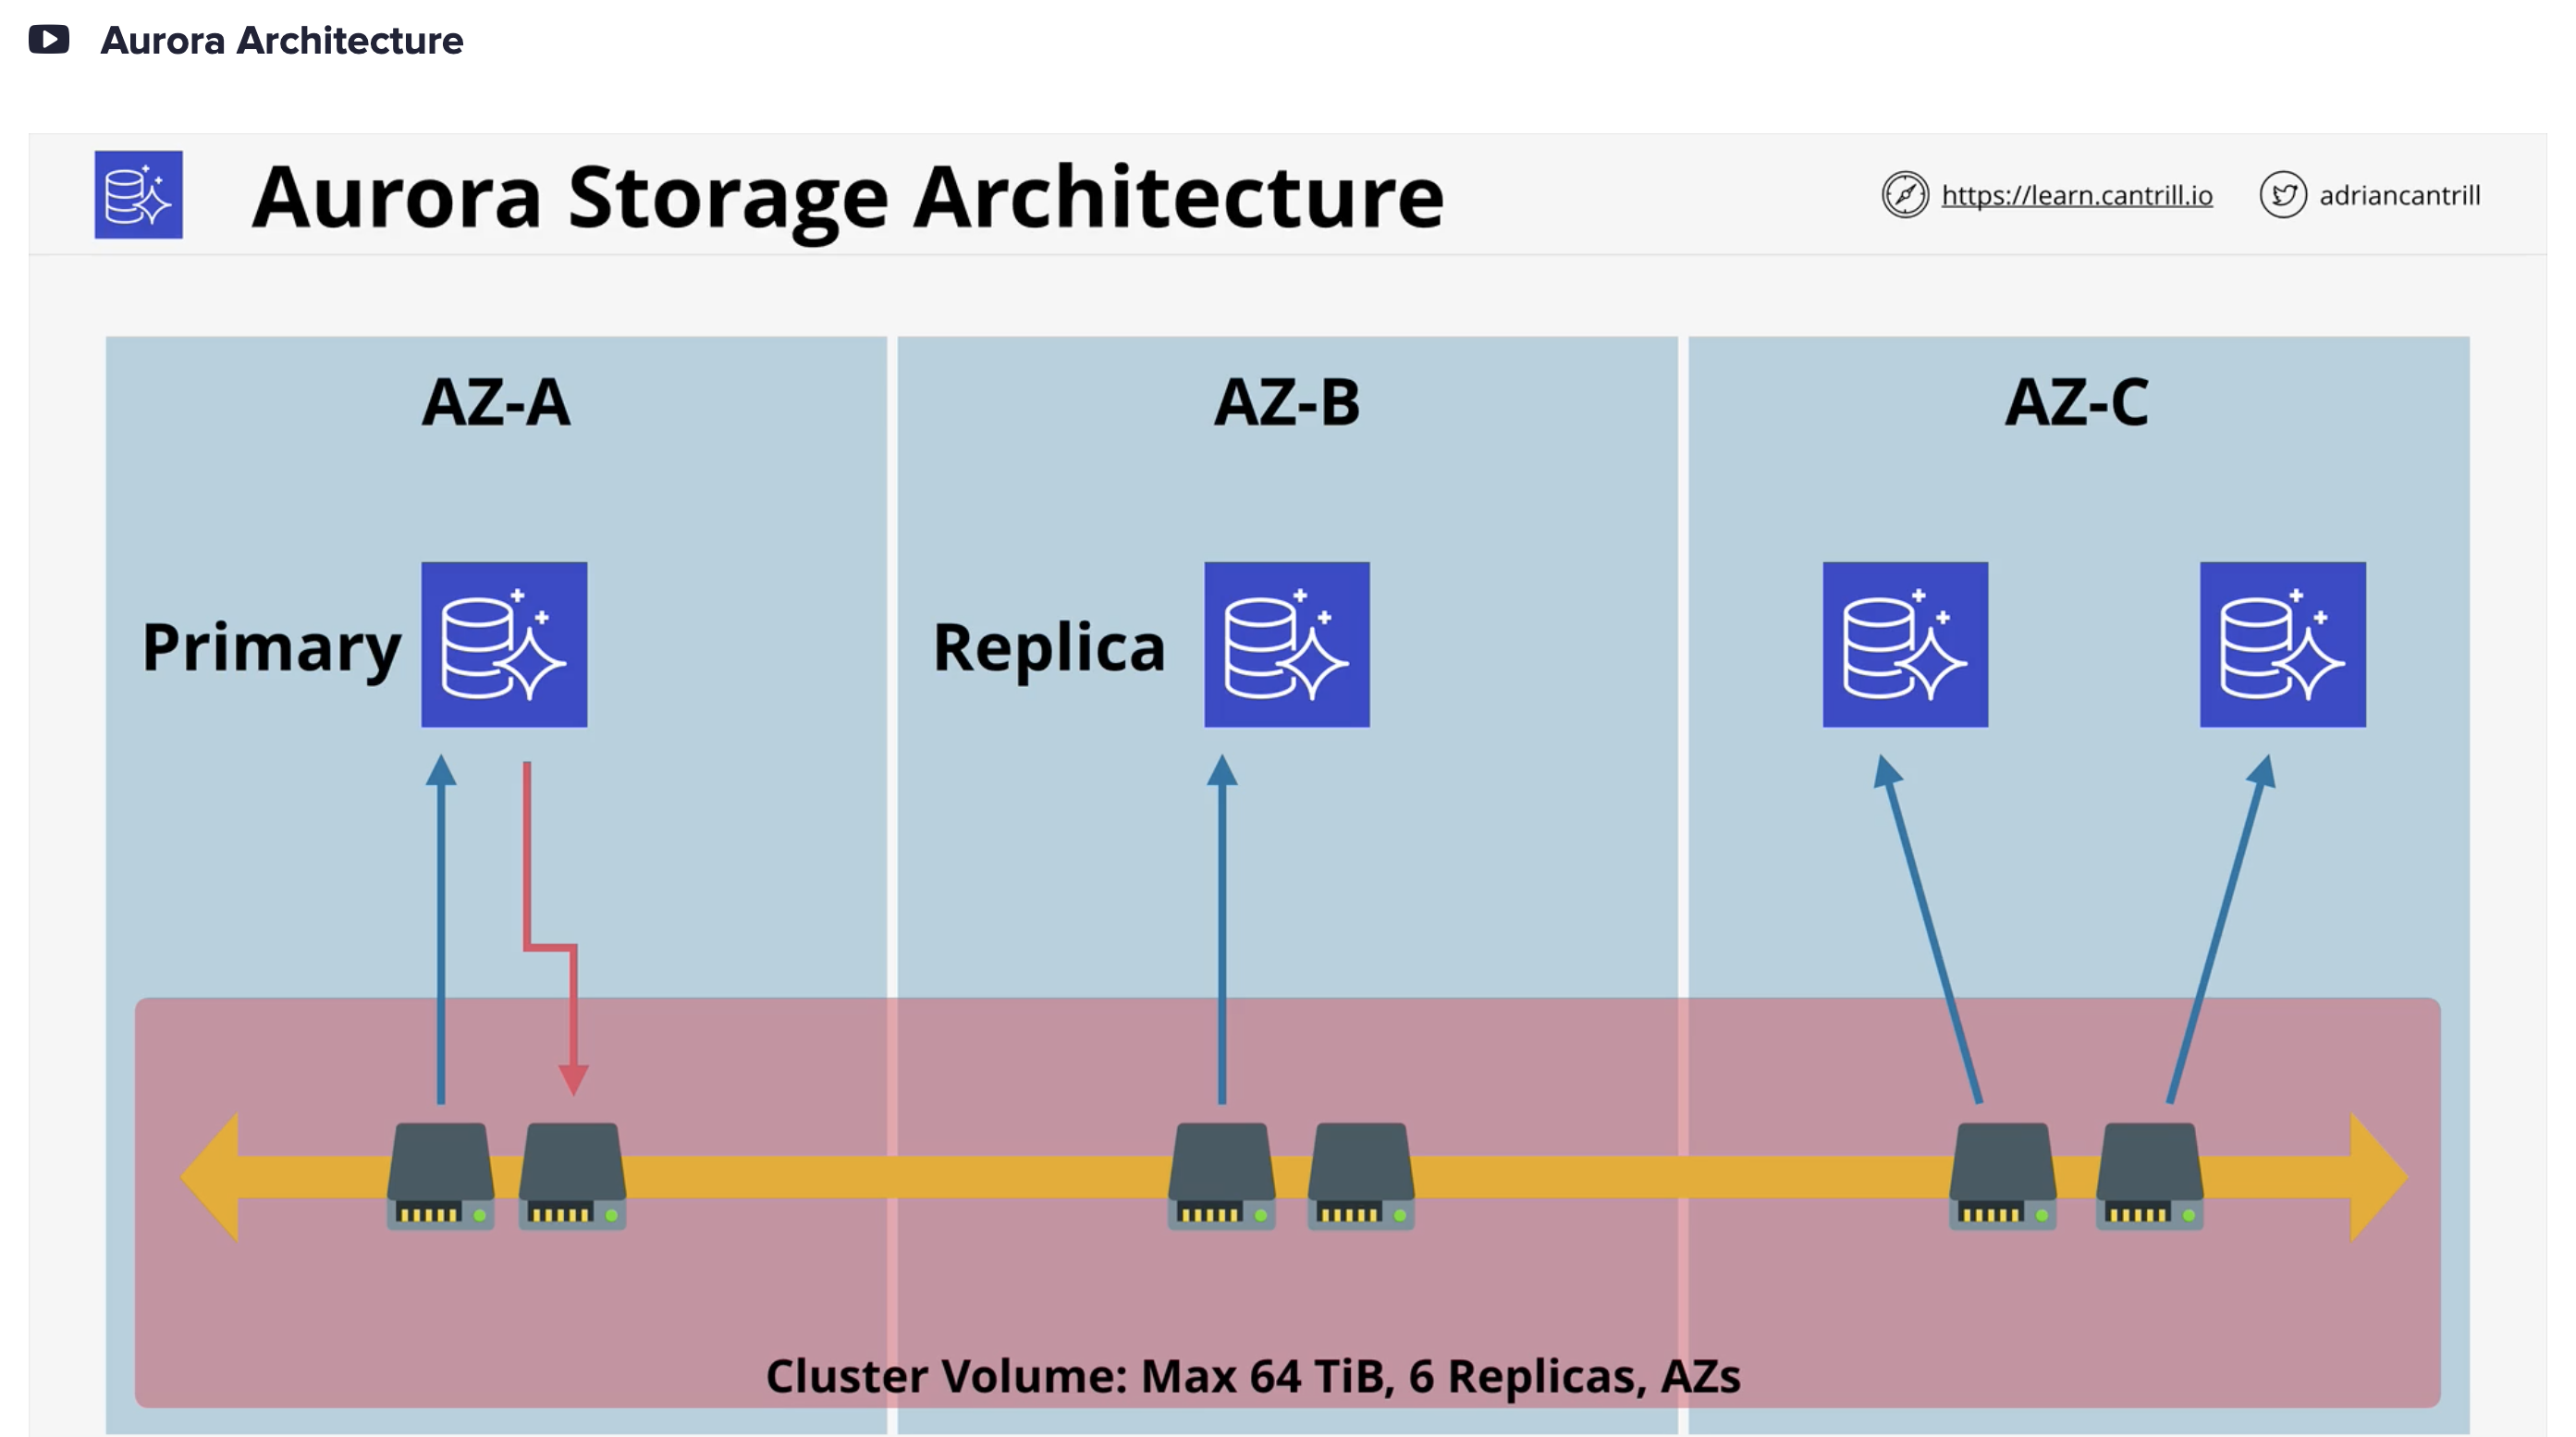 Aurora Architecture
Aurora Storage Architecture
https://learn.cantrill.io
adriancantrill
AZ-A
AZ-B
AZ-C
Primary
Replica
Cluster Volume: Max 64 TiB, 6 Replicas, AZs